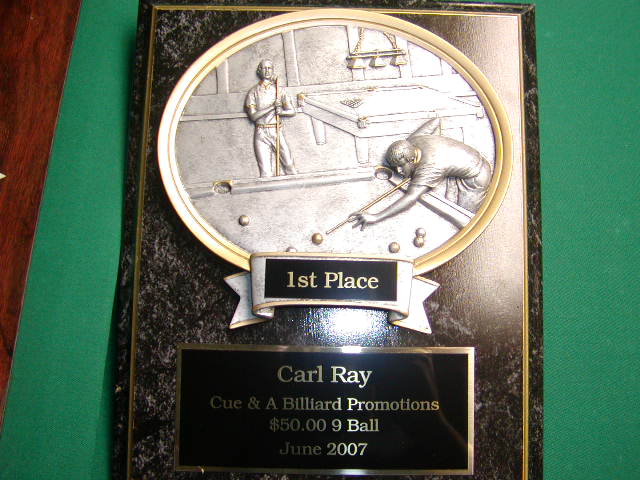 1st Place
Carl Ray
Cue & A Billiard Promotions
$50.00 9 Ball
June 2007